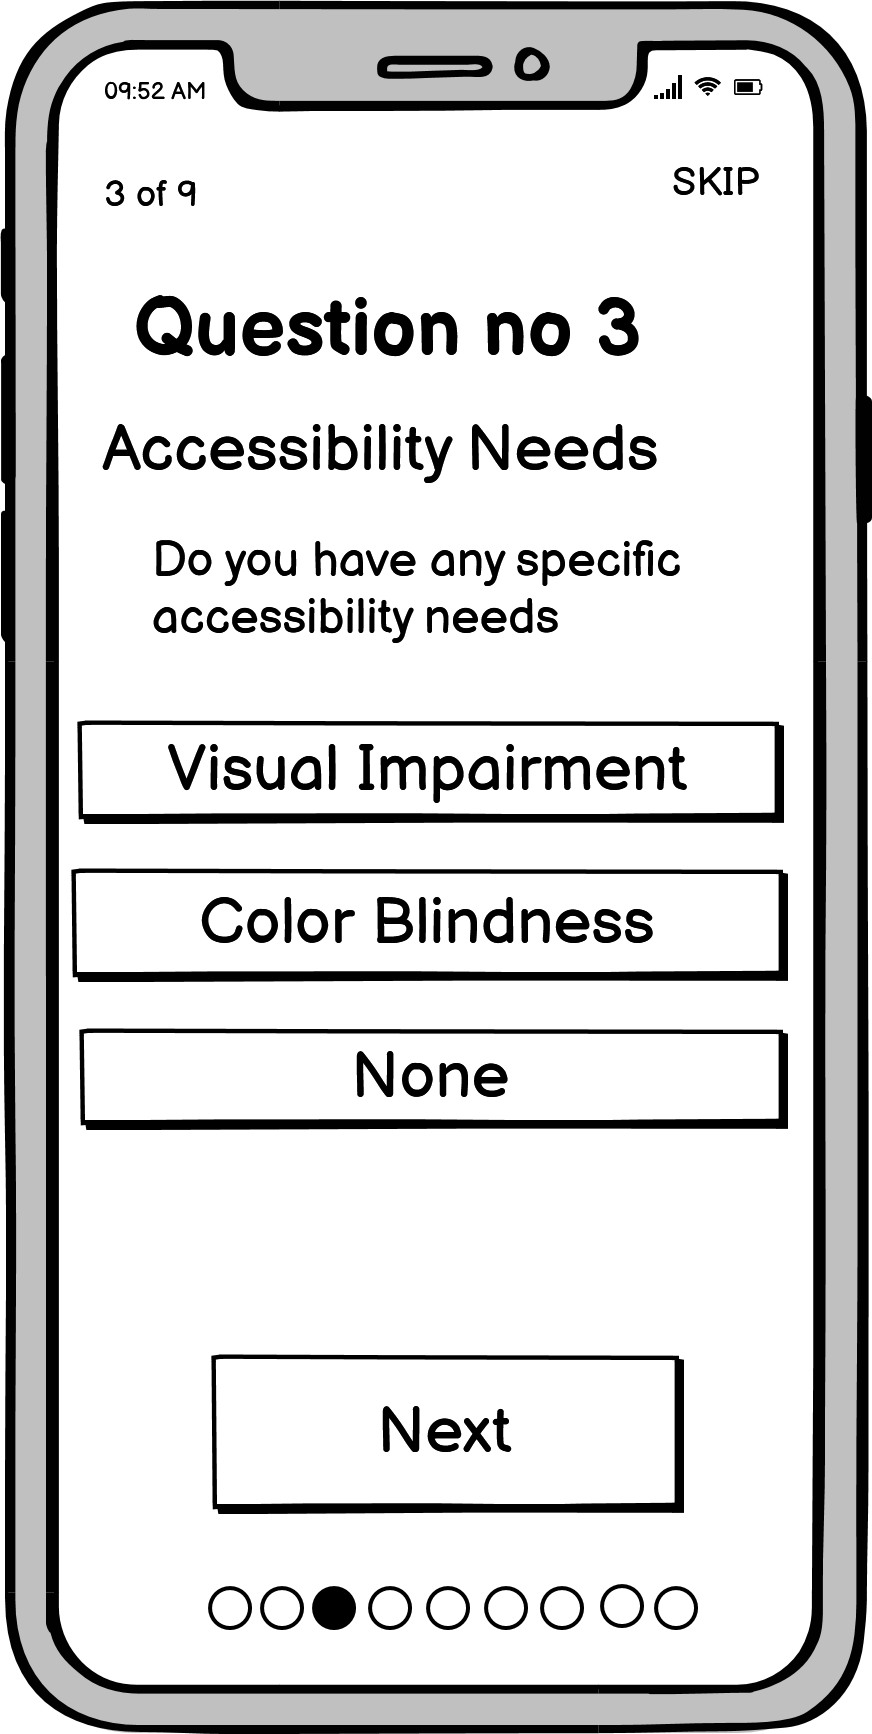 09:52 AM
3 of 9
SKIP
Question no 3
Accessibility Needs
Do you have any specific
accessibility needs
Visual Impairment
Color Blindness
None
Next